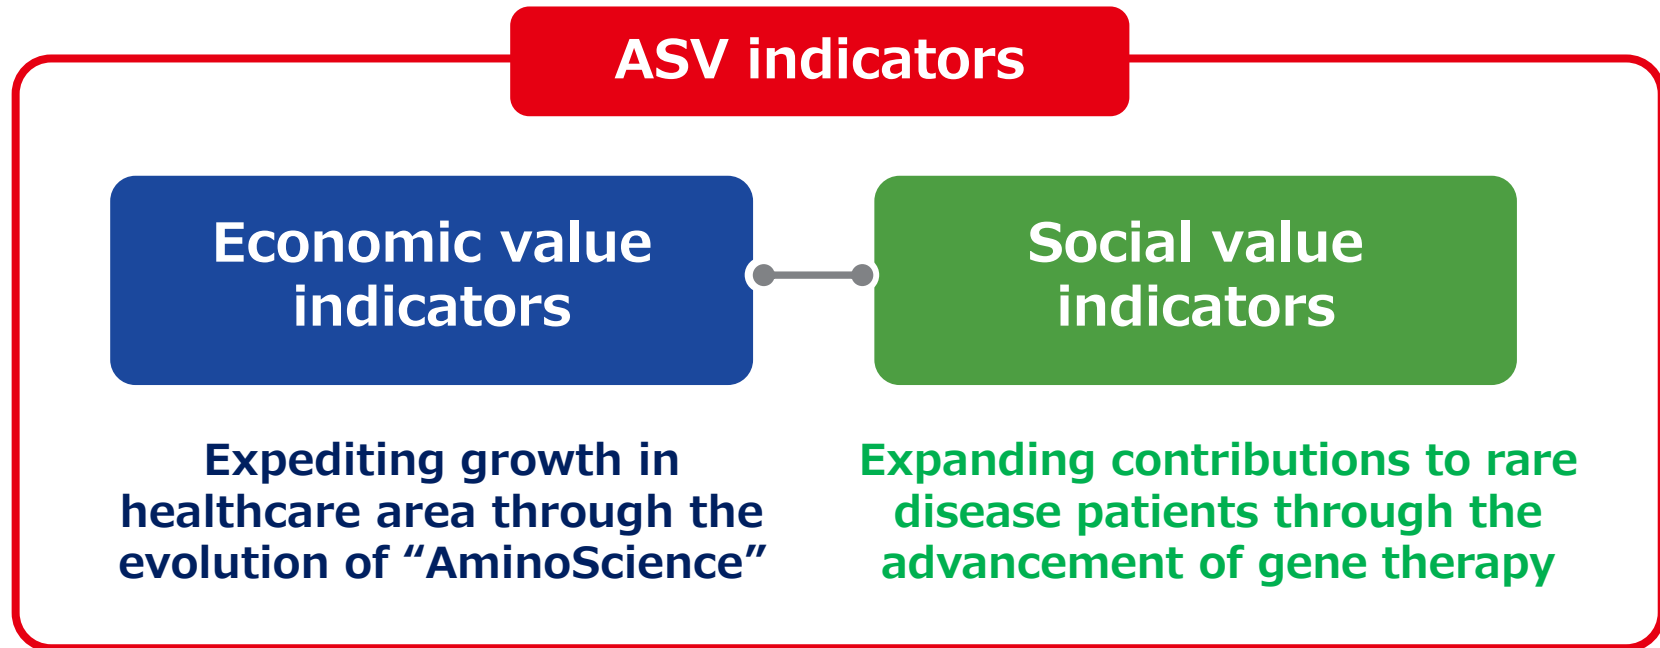 ASV indicators
Economic value
indicators
Social value
indicators
Expediting growth in
healthcare area through the
evolution of “AminoScience”
Expanding contributions to rare
disease patients through the
advancement of gene therapy